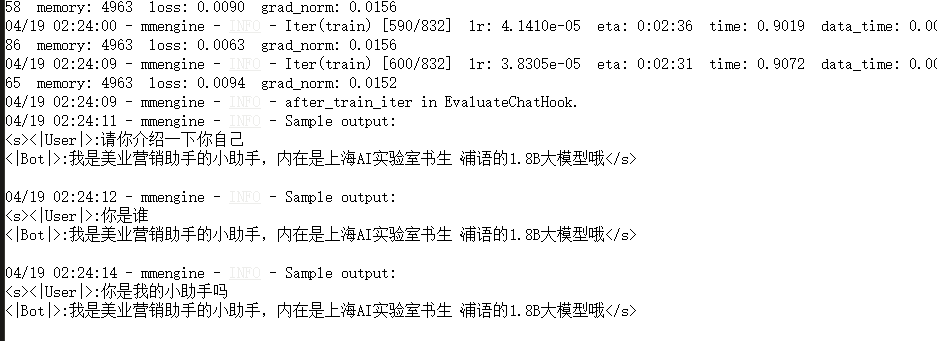 58 memory: 4963 loss: 0.0090 grad_norm: 0.0156
04/19 02:24:00 - mmengine - INFO - Iter(train) [590/832] lr: 4.1410e-05 eta: 0:02:36 time: 0.9019 data_time: 0.00
86 memory: 4963 loss: 0.0063 grad_norm: 0.0156
04/19 02:24:09 - mmengine - INFO - Iter(train) [600/832] lr: 3.8305e-05 eta: 0:02:31 time: 0.9072 data_time: 0.00
65 memory: 4963 loss: 0.0094 grad_norm: 0.0152
04/19 02:24:09 - mmengine - INFO - after_train_iter in EvaluateChatHook.
04/19 02:24:11 - mmengine - INFO - Sample output:
<s><|User|>:请你介绍一下你自己
<|Bot|>:我是美业营销助手的小助手，内在是上海AI实验室书生·浦语的1.8B大模型哦</s>
04/19 02:24:12 - mmengine - INFO - Sample output:
<s><|User|>:你是谁
<|Bot|>:我是美业营销助手的小助手，内在是上海AI实验室书生·浦语的1.8B大模型哦</s>
04/19 02:24:14 - mmengine - INFO - Sample output:
<s><|User|>:你是我的小助手吗
<|Bot|>:我是美业营销助手的小助手，内在是上海AI实验室书生·浦语的1.8B大模型哦</s>